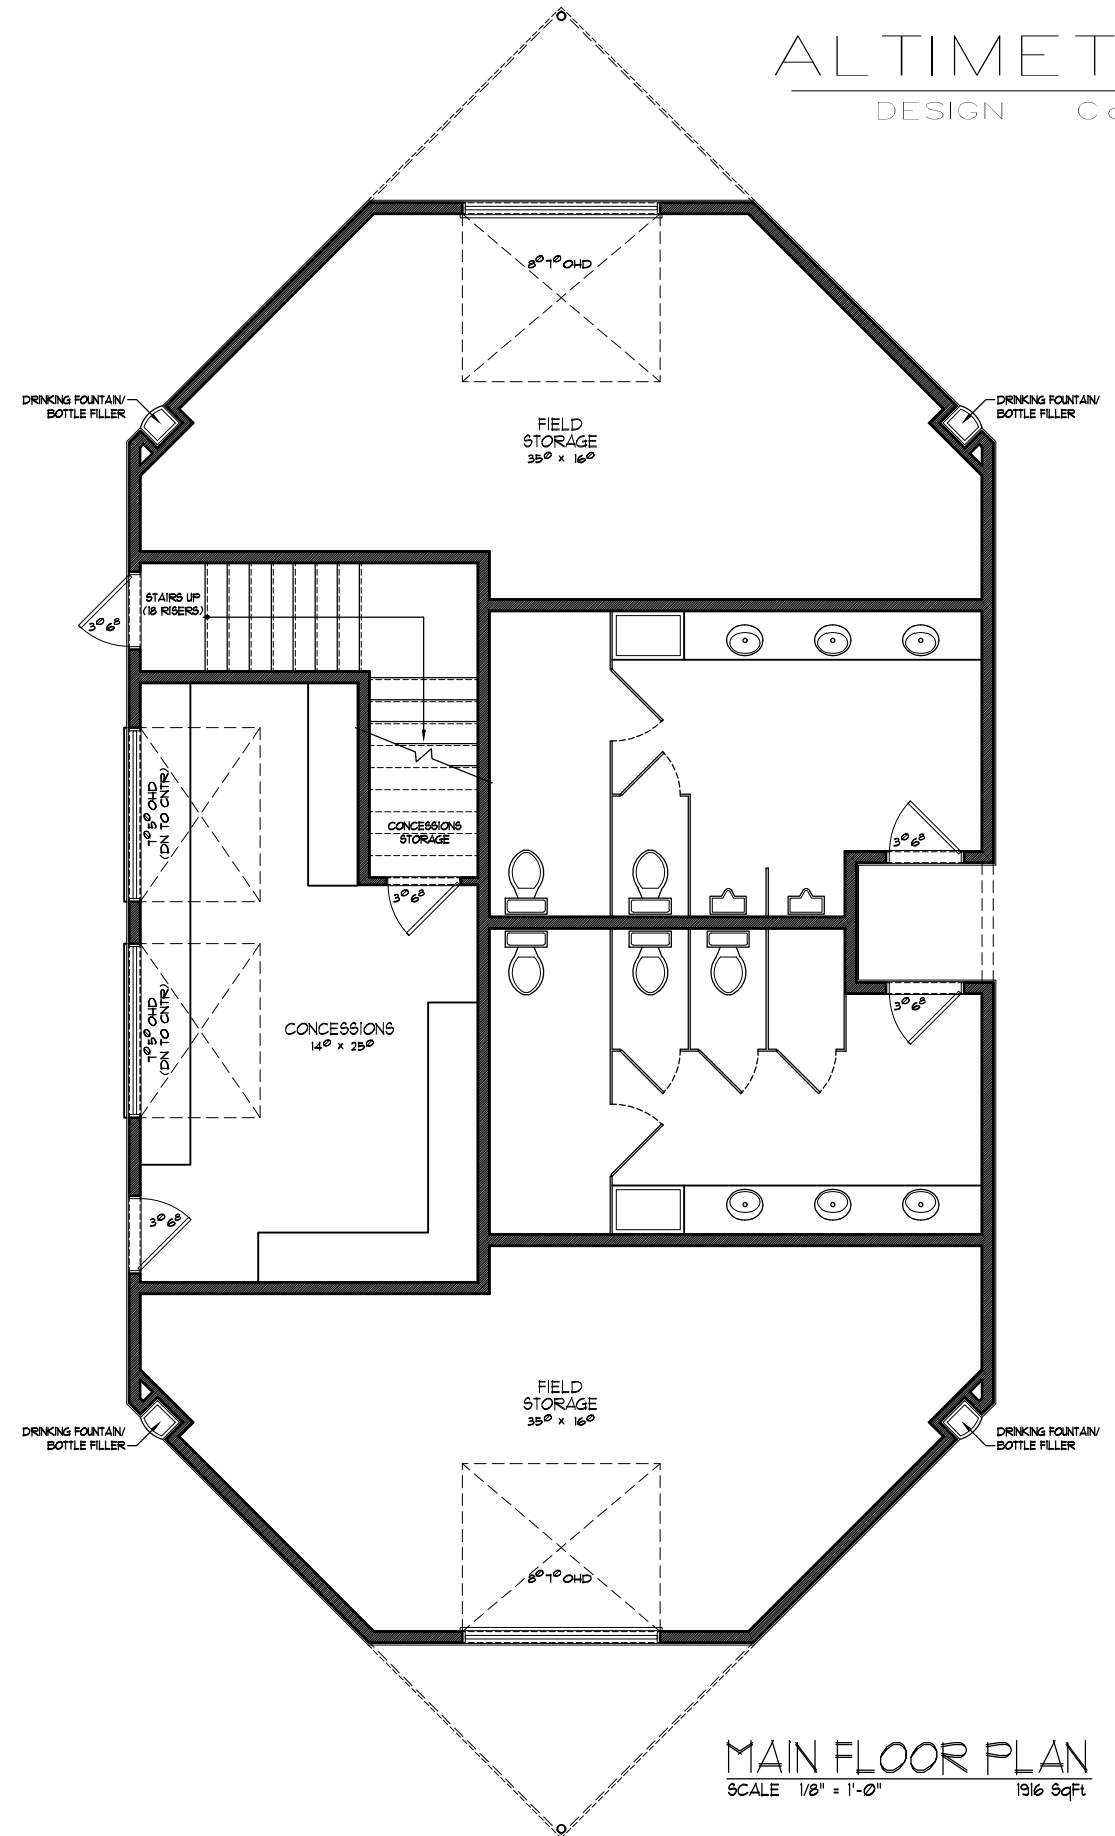 ALTIMET
DESIGN Co
8⁰7⁰ OHD
DRINKING FOUNTAIN/
BOTTLE FILLER
DRINKING FOUNTAIN/
BOTTLE FILLER
FIELD
STORAGE
35⁰ x 16⁰
STAIRS UP
(18 RISERS)
3⁰6⁸
7⁰5⁰ OHD
(DN TO CNTR)
CONCESSIONS
STORAGE
3⁰6⁸
3⁰6⁸
7⁰5⁰ OHD
(DN TO CNTR)
CONCESSIONS
14⁰ x 25⁰
3⁰6⁸
3⁰6⁸
FIELD
STORAGE
35⁰ x 16⁰
DRINKING FOUNTAIN/
BOTTLE FILLER
DRINKING FOUNTAIN/
BOTTLE FILLER
8⁰7⁰ OHD
MAIN FLOOR PLAN
SCALE 1/8" = 1'-0" 1916 SqFt